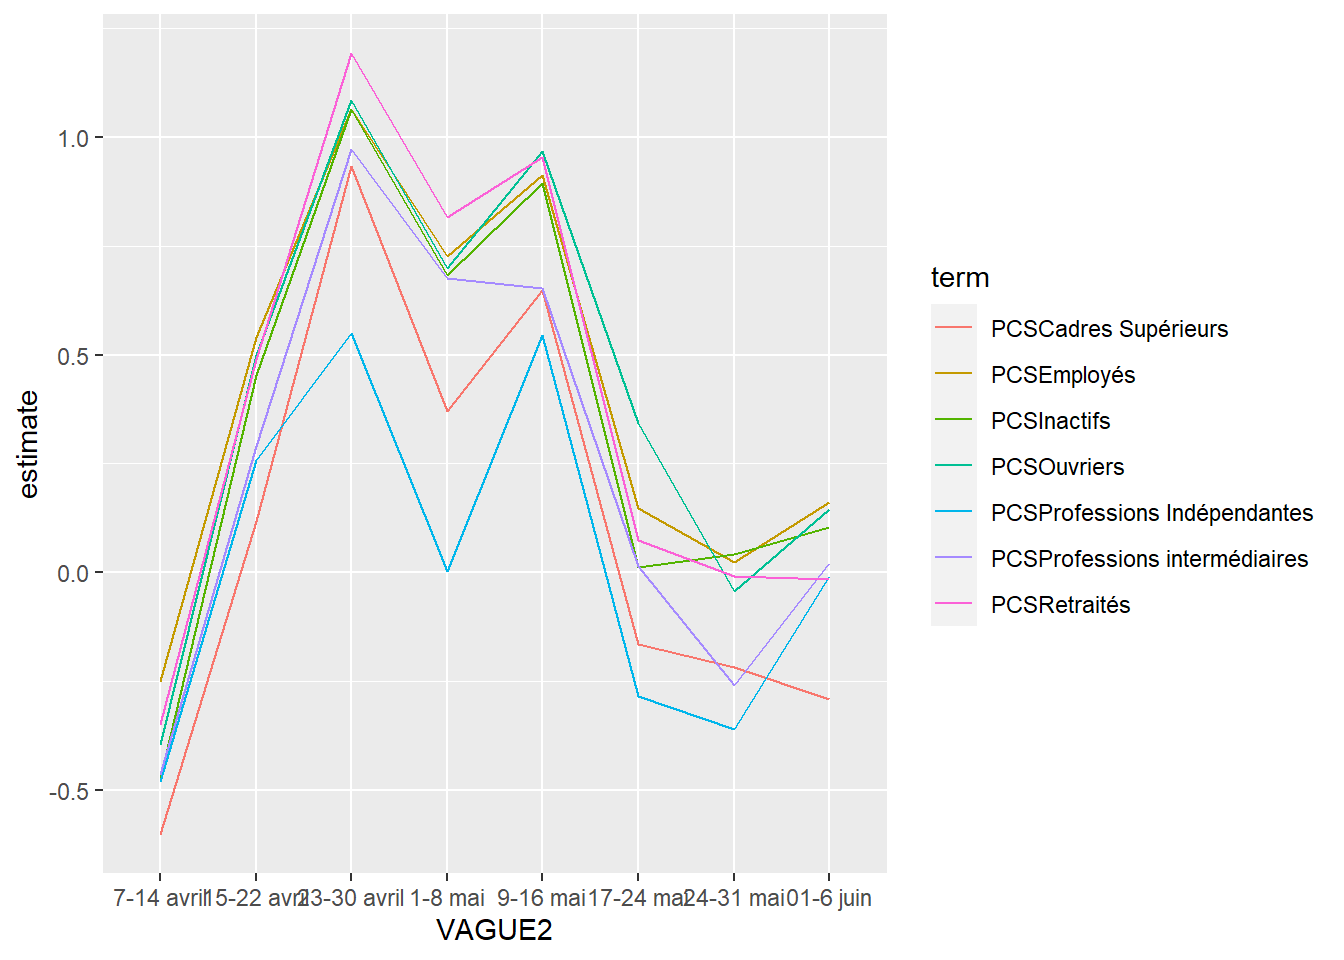 1.0
0.5
0.0
-0.5
estimate
7-14 avril 15-22 avril 23-30 avril 1-8 mai 9-16 mai 17-24 mai 24-31 mai 01-6 juin
VAGUE2
term
PCSCadres Supérieurs
PCSEmployés
PCSInactifs
PCSOuvriers
PCSProfessions Indépendantes
PCSProfessions intermédiaires
PCSRetraités